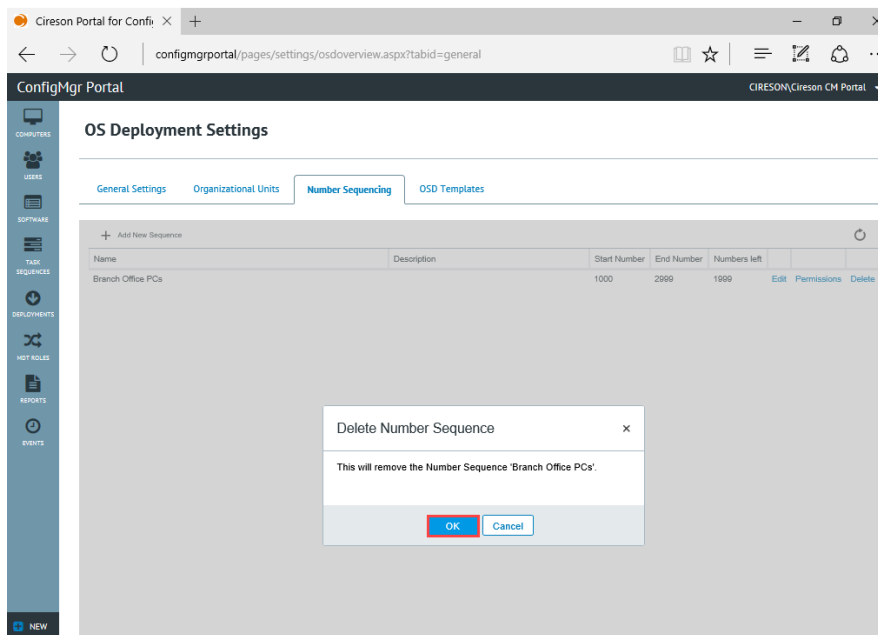 Cireson Portal for Config
configmgrportal/pages/settings/osdoverview.aspx?tabid=general
ConfigMgr Portal
CIRESON\Cireson CM Portal
COMPUTERS
USERS
SOFTWARE
TASK
SEQUENCES
DEPLOYMENTS
MDT ROLES
REPORTS
EVENTS
NEW
OS Deployment Settings
General Settings Organizational Units Number Sequencing OSD Templates
Add New Sequence
Name Description Start Number End Number Numbers left
Branch Office PCs 1000 2999 1999 Edit Permissions Delete
Delete Number Sequence
This will remove the Number Sequence 'Branch Office PCs'.
OK Cancel